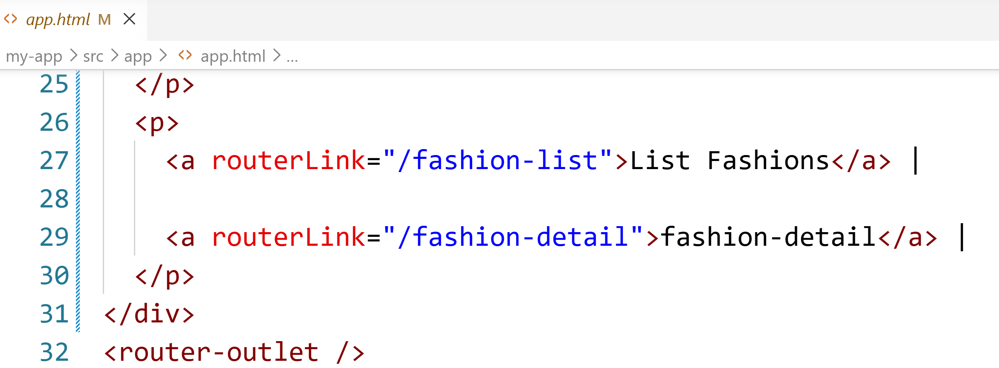 <> app.html M ×
my-app > src > app > <> app.html > ...
25 </p>
26 <p>
27 <a routerLink="/fashion-list">List Fashions</a> |
28
29 <a routerLink="/fashion-detail">fashion-detail</a> |
30 </p>
31 </div>
32 <router-outlet />